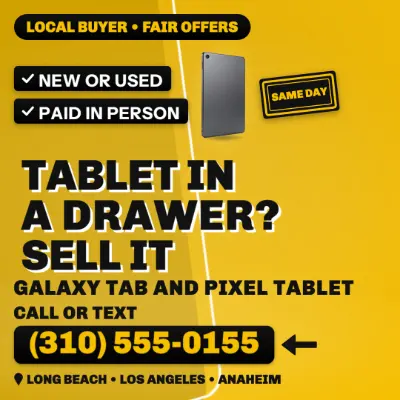 LOCAL BUYER • FAIR OFFERS
NEW OR USED
PAID IN PERSON
SAME DAY
TABLET IN
A DRAWER?
SELL IT
GALAXY TAB AND PIXEL TABLET
CALL OR TEXT
(310) 555-0155
LONG BEACH • LOS ANGELES • ANAHEIM